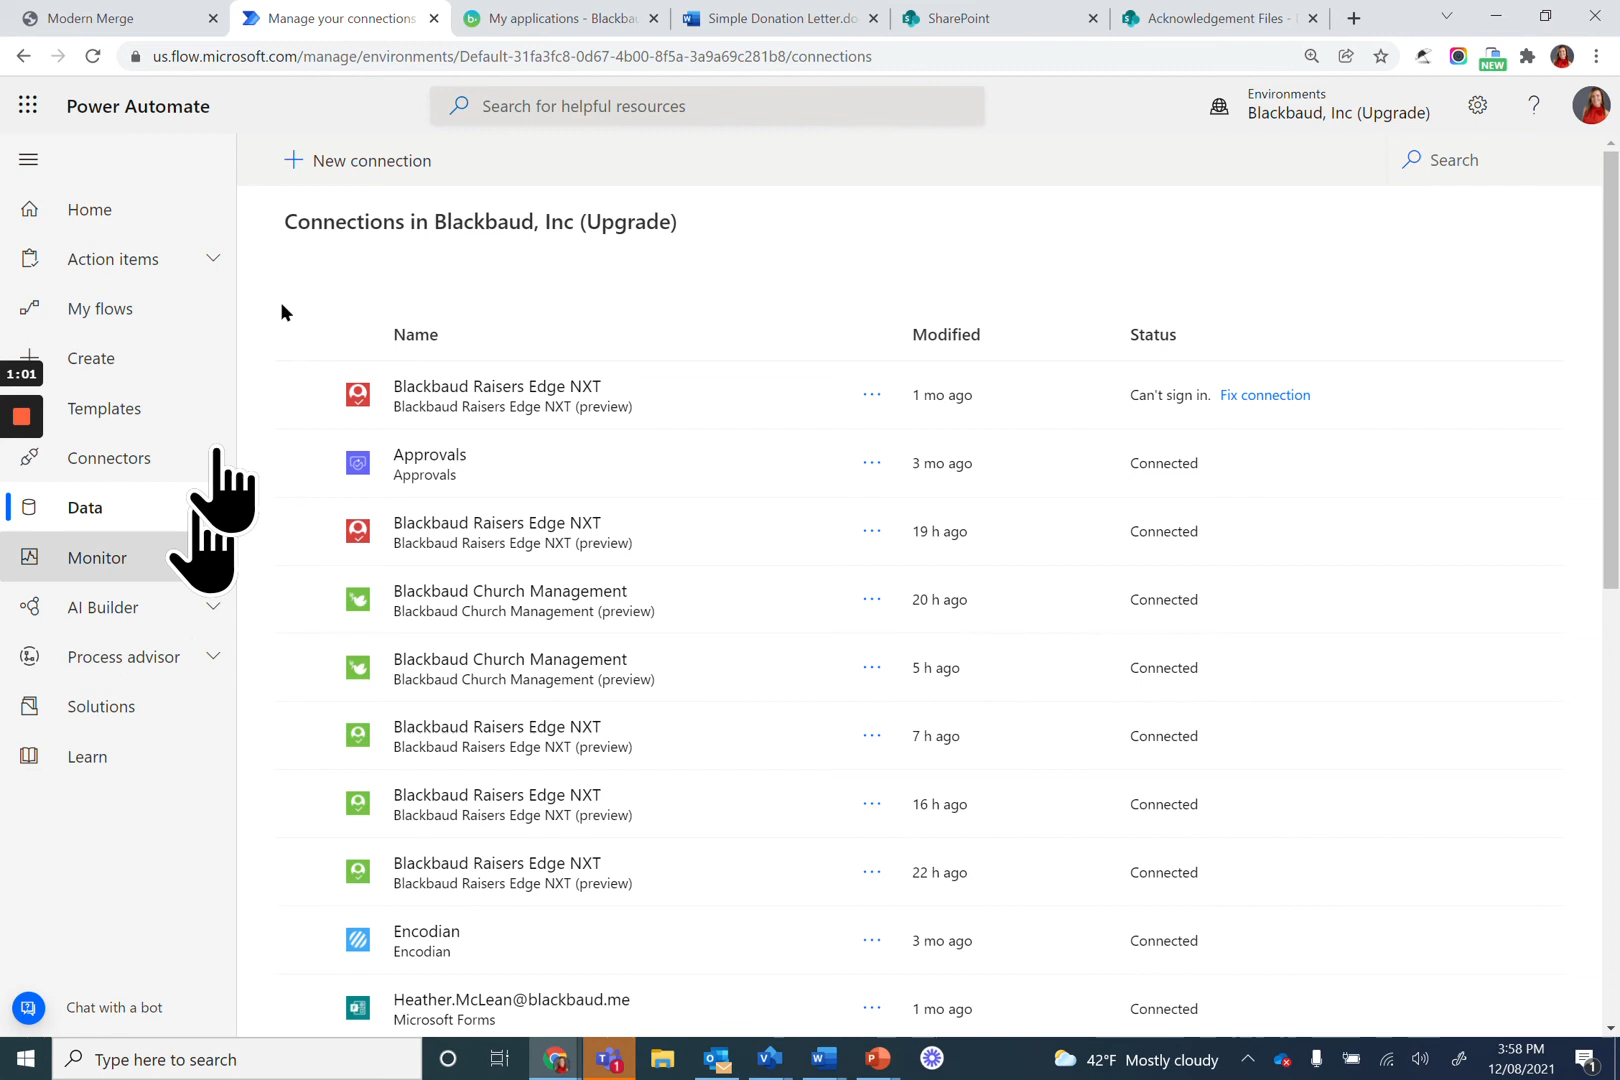 Modern Merge
Manage your connections
My applications - Blackbau
Simple Donation Letter.do
SharePoint
Acknowledgement Files -
us.flow.microsoft.com/manage/environments/Default-31fa3fc8-0d67-4b00-8f5a-3a9a69c281b8/connections
NEW
Power Automate
Search for helpful resources
Environments
Blackbaud, Inc (Upgrade)
New connection
Search
Home
Action items
My flows
Create
1:01
Templates
Connectors
Data
Monitor
AI Builder
Process advisor
Solutions
Learn
Chat with a bot
Connections in Blackbaud, Inc (Upgrade)
Name Modified Status
Blackbaud Raisers Edge NXT
Blackbaud Raisers Edge NXT (preview)
··· 1 mo ago Can't sign in. Fix connection
Approvals
Approvals
··· 3 mo ago Connected
Blackbaud Raisers Edge NXT
Blackbaud Raisers Edge NXT (preview)
··· 19 h ago Connected
Blackbaud Church Management
Blackbaud Church Management (preview)
··· 20 h ago Connected
Blackbaud Church Management
Blackbaud Church Management (preview)
··· 5 h ago Connected
Blackbaud Raisers Edge NXT
Blackbaud Raisers Edge NXT (preview)
··· 7 h ago Connected
Blackbaud Raisers Edge NXT
Blackbaud Raisers Edge NXT (preview)
··· 16 h ago Connected
Blackbaud Raisers Edge NXT
Blackbaud Raisers Edge NXT (preview)
··· 22 h ago Connected
Encodian
Encodian
··· 3 mo ago Connected
Heather.McLean@blackbaud.me
Microsoft Forms
··· 1 mo ago Connected
Type here to search
1
42°F Mostly cloudy
3:58 PM
12/08/2021
1